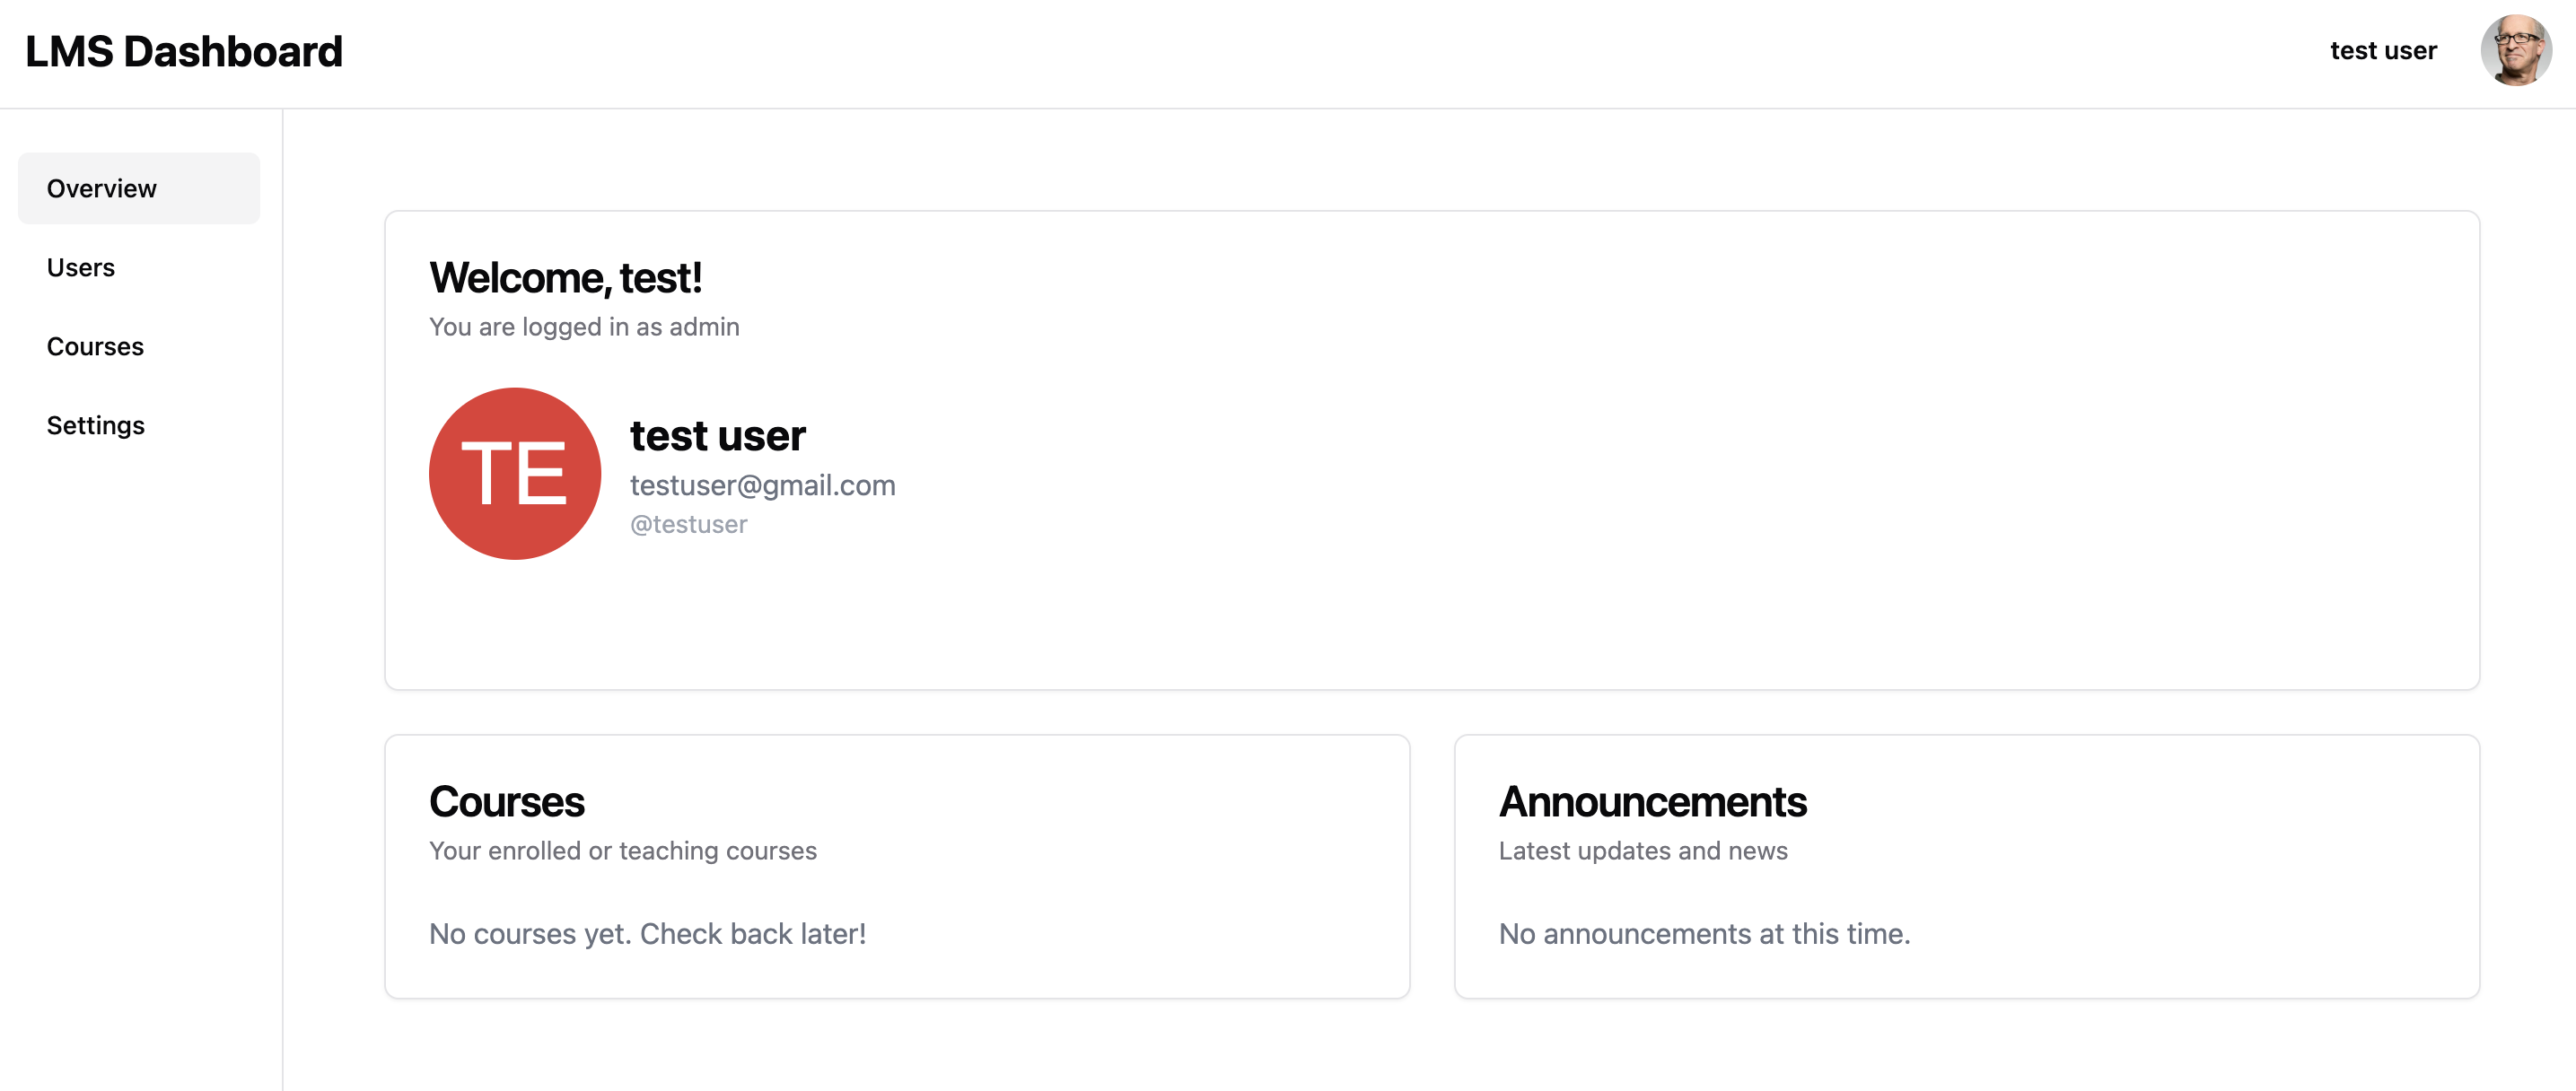 LMS Dashboard
test user
Overview
Users
Courses
Settings
Welcome, test!
You are logged in as admin
TE
test user
testuser@gmail.com
@testuser
Courses
Your enrolled or teaching courses
No courses yet. Check back later!
Announcements
Latest updates and news
No announcements at this time.